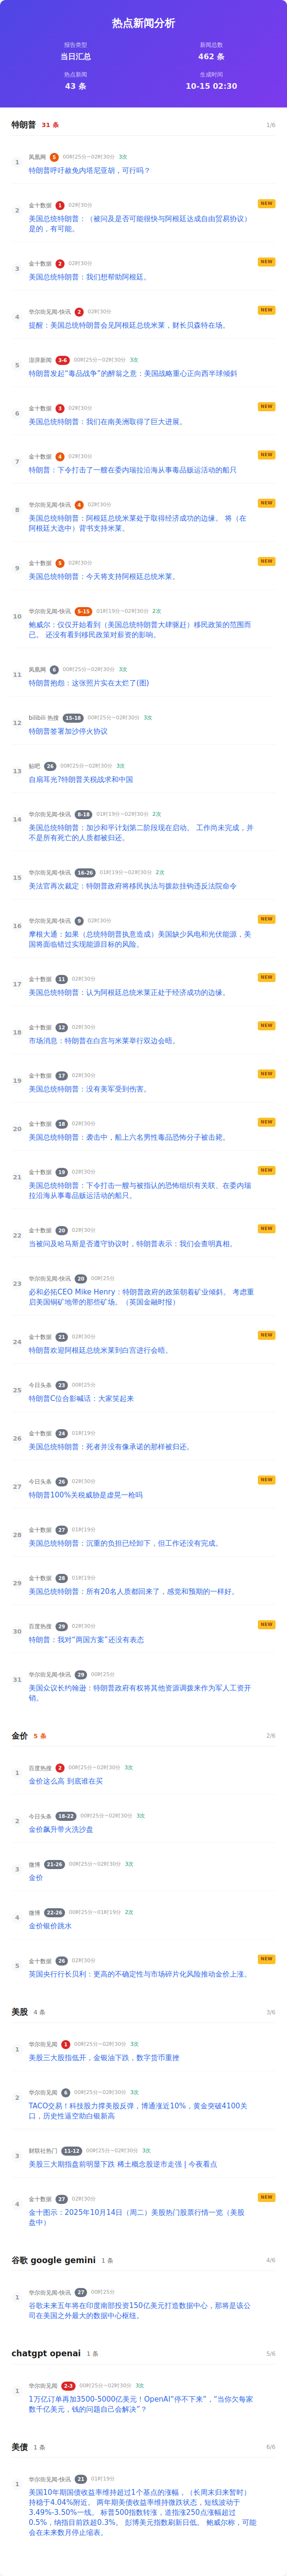 热点新闻分析
报告类型
当日汇总
新闻总数
462 条
热点新闻
43 条
生成时间
10-15 02:30
特朗普 31 条 1/6
1
凤凰网 5 00时25分~02时30分 3次
特朗普呼吁赦免内塔尼亚胡，可行吗？
NEW
2
金十数据 1 02时30分
美国总统特朗普：（被问及是否可能很快与阿根廷达成自由贸易协议）
是的，有可能。
NEW
3
金十数据 2 02时30分
美国总统特朗普：我们想帮助阿根廷。
NEW
4
华尔街见闻-快讯 2 02时30分
提醒：美国总统特朗普会见阿根廷总统米莱，财长贝森特在场。
5
澎湃新闻 3-6 00时25分~02时30分 3次
特朗普发起“毒品战争”的醉翁之意：美国战略重心正向西半球倾斜
NEW
6
金十数据 3 02时30分
美国总统特朗普：我们在南美洲取得了巨大进展。
NEW
7
金十数据 4 02时30分
特朗普：下令打击了一艘在委内瑞拉沿海从事毒品贩运活动的船只
NEW
8
华尔街见闻-快讯 4 02时30分
美国总统特朗普：阿根廷总统米莱处于取得经济成功的边缘。 将（在
阿根廷大选中）背书支持米莱。
NEW
9
金十数据 5 02时30分
美国总统特朗普：今天将支持阿根廷总统米莱。
10
华尔街见闻-快讯 5-15 01时19分~02时30分 2次
鲍威尔：仅仅开始看到（美国总统特朗普大肆驱赶）移民政策的范围而
已。 还没有看到移民政策对薪资的影响。
11
凤凰网 6 00时25分~02时30分 3次
特朗普抱怨：这张照片实在太烂了(图)
12
bilibili 热搜 15-18 00时25分~02时30分 3次
特朗普签署加沙停火协议
13
贴吧 26 00时25分~02时30分 3次
自扇耳光?特朗普关税战求和中国
14
华尔街见闻-快讯 8-18 01时19分~02时30分 2次
美国总统特朗普：加沙和平计划第二阶段现在启动。 工作尚未完成，并
不是所有死亡的人质都被归还。
15
华尔街见闻-快讯 16-26 01时19分~02时30分 2次
美法官再次裁定：特朗普政府将移民执法与拨款挂钩违反法院命令
NEW
16
华尔街见闻-快讯 9 02时30分
摩根大通：如果（总统特朗普执意造成）美国缺少风电和光伏能源，美
国将面临错过实现能源目标的风险。
NEW
17
金十数据 11 02时30分
美国总统特朗普：认为阿根廷总统米莱正处于经济成功的边缘。
NEW
18
金十数据 12 02时30分
市场消息：特朗普在白宫与米莱举行双边会晤。
NEW
19
金十数据 17 02时30分
美国总统特朗普：没有美军受到伤害。
NEW
20
金十数据 18 02时30分
美国总统特朗普：袭击中，船上六名男性毒品恐怖分子被击毙。
NEW
21
金十数据 19 02时30分
美国总统特朗普：下令打击一艘与被指认的恐怖组织有关联、在委内瑞
拉沿海从事毒品贩运活动的船只。
NEW
22
金十数据 20 02时30分
当被问及哈马斯是否遵守协议时，特朗普表示：我们会查明真相。
23
华尔街见闻-快讯 20 00时25分
必和必拓CEO Mike Henry：特朗普政府的政策朝着矿业倾斜。 考虑重
启美国铜矿地带的那些矿场。（英国金融时报）
NEW
24
金十数据 21 02时30分
特朗普欢迎阿根廷总统米莱到白宫进行会晤。
25
今日头条 23 00时25分
特朗普C位合影喊话：大家笑起来
26
金十数据 24 01时19分
美国总统特朗普：死者并没有像承诺的那样被归还。
NEW
27
今日头条 26 02时30分
特朗普100%关税威胁是虚晃一枪吗
28
金十数据 27 01时19分
美国总统特朗普：沉重的负担已经卸下，但工作还没有完成。
29
金十数据 28 01时19分
美国总统特朗普：所有20名人质都回来了，感觉和预期的一样好。
NEW
30
百度热搜 29 02时30分
特朗普：我对“两国方案”还没有表态
31
华尔街见闻-快讯 29 00时25分
美国众议长约翰逊：特朗普政府有权将其他资源调拨来作为军人工资开
销。
金价 5 条 2/6
1
百度热搜 2 00时25分~02时30分 3次
金价这么高 到底谁在买
2
今日头条 18-22 00时25分~02时30分 3次
金价飙升带火洗沙盘
3
微博 21-26 00时25分~02时30分 3次
金价
4
微博 22-26 00时25分~01时19分 2次
金价银价跳水
NEW
5
金十数据 26 02时30分
英国央行行长贝利：更高的不确定性与市场碎片化风险推动金价上涨。
美股 4 条 3/6
1
华尔街见闻 1 00时25分~02时30分 3次
美股三大股指低开，金银油下跌，数字货币重挫
2
华尔街见闻 6 00时25分~02时30分 3次
TACO交易！科技股力撑美股反弹，博通涨近10%，黄金突破4100关
口，历史性逼空助白银新高
3
财联社热门 11-12 00时25分~02时30分 3次
美股三大期指盘前明显下跌 稀土概念股逆市走强 | 今夜看点
NEW
4
金十数据 27 02时30分
金十图示：2025年10月14日（周二）美股热门股票行情一览（美股
盘中）
谷歌 google gemini 1 条 4/6
1
华尔街见闻-快讯 27 00时25分
谷歌未来五年将在印度南部投资150亿美元打造数据中心，那将是该公
司在美国之外最大的数据中心枢纽。
chatgpt openai 1 条 5/6
1
华尔街见闻 2-3 00时25分~02时30分 3次
1万亿订单再加3500-5000亿美元！OpenAI“停不下来”，“当你欠每家
数千亿美元，钱的问题自己会解决”？
美债 1 条 6/6
1
华尔街见闻-快讯 21 01时19分
美国10年期国债收益率维持超过1个基点的涨幅，（长周末归来暂时）
持稳于4.04%附近。 两年期美债收益率维持微跌状态，短线波动于
3.49%-3.50%一线。 标普500指数转涨，道指涨250点涨幅超过
0.5%，纳指目前跌超0.3%。 彭博美元指数刷新日低。 鲍威尔称，可能
会在未来数月停止缩表。